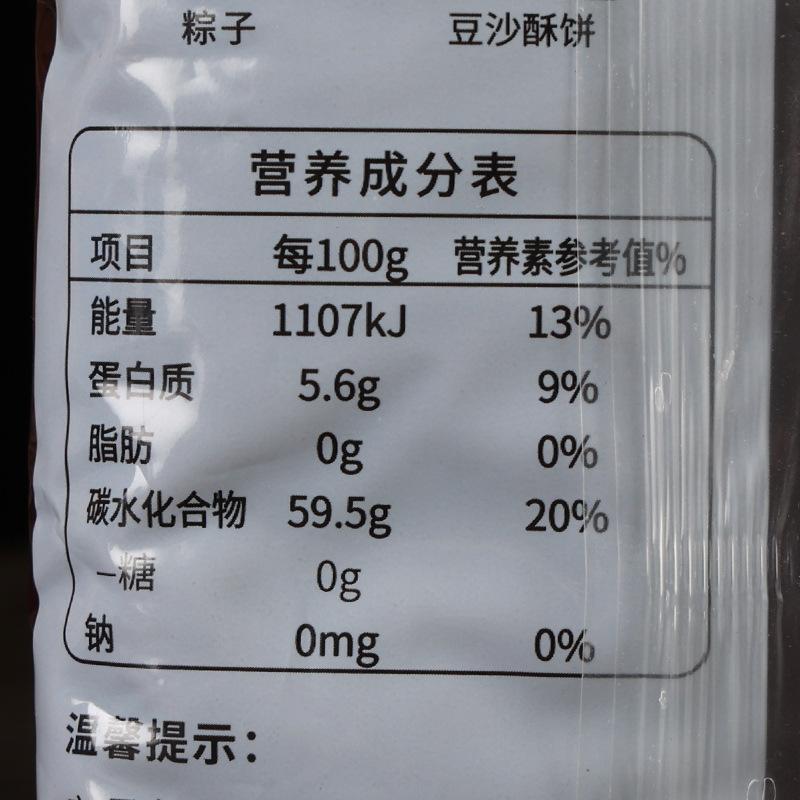 粽子 豆沙酥饼
营养成分表
项目 每100g 营养素参考值%
能量 1107kJ 13%
蛋白质 5.6g 9%
脂肪 0g 0%
碳水化合物 59.5g 20%
–糖 0g
钠 0mg 0%
温馨提示：